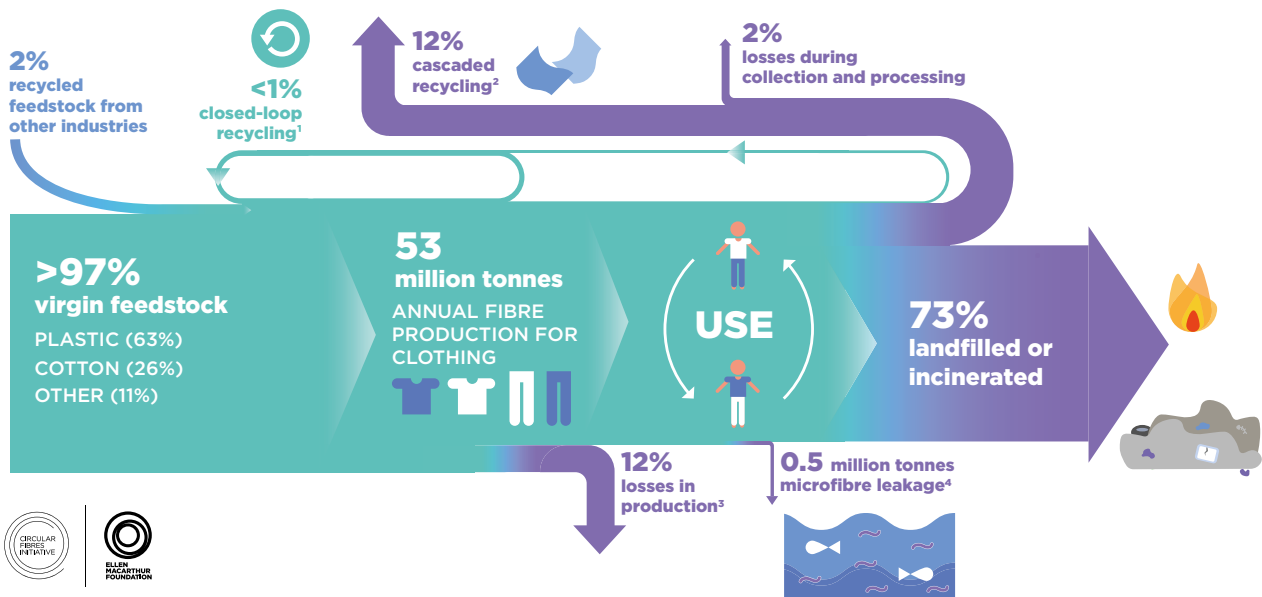 2%
recycled
feedstock from
other industries
<1%
closed-loop
recycling¹
12%
cascaded
recycling²
2%
losses during
collection and processing
>97%
virgin feedstock
PLASTIC (63%)
COTTON (26%)
OTHER (11%)
53
million tonnes
ANNUAL FIBRE
PRODUCTION FOR
CLOTHING
USE
73%
landfilled or
incinerated
12%
losses in
production³
0.5 million tonnes
microfibre leakage⁴
CIRCULAR
FIBRES
INITIATIVE
ELLEN
MACARTHUR
FOUNDATION